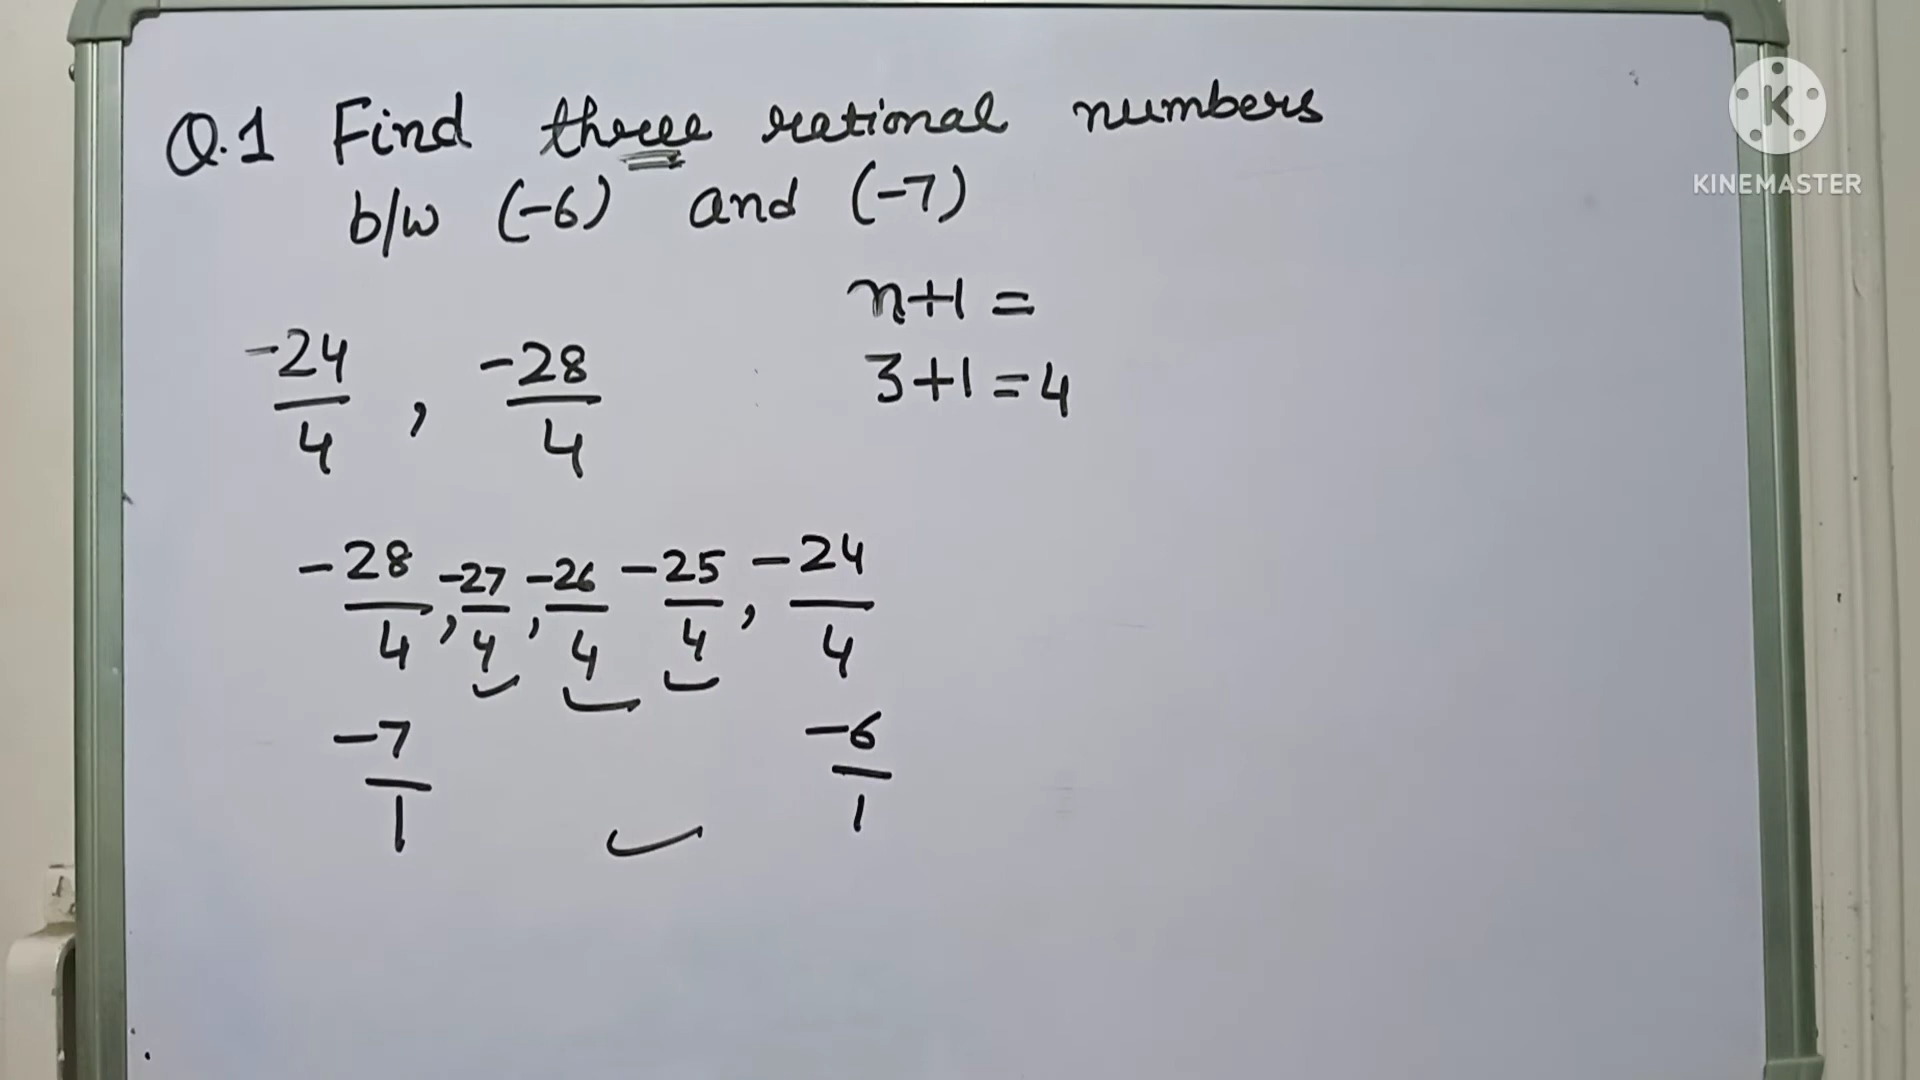 Q.1 Find three rational numbers
b/w (-6) and (-7)
n+1 =
3+1=4
-24/4 , -28/4
-28/4, -27/4, -26/4 -25/4, -24/4
-7/1 -6/1
K
KINEMASTER